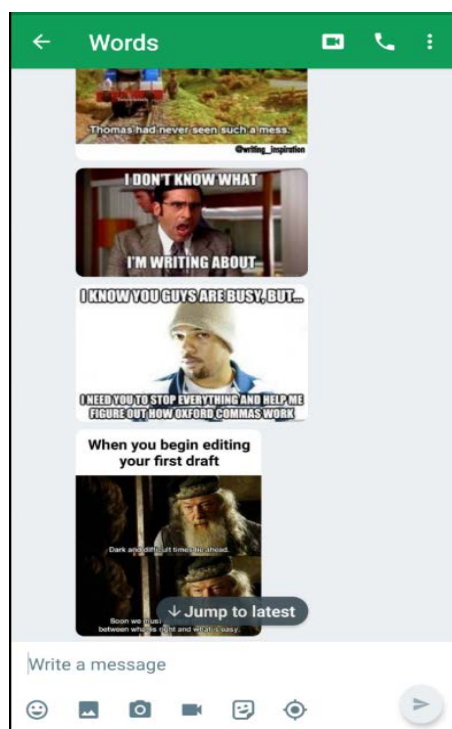 Words
Thomas had never seen such a mess.
@writing_inspiration
I DON'T KNOW WHAT
I'M WRITING ABOUT
I KNOW YOU GUYS ARE BUSY, BUT...
I NEED YOU TO STOP EVERYTHING AND HELP ME
FIGURE OUT HOW OXFORD COMMAS WORK
When you begin editing
your first draft
Dark and difficult times lie ahead.
Soon we must
Jump to latest
between what is right and what is easy.
Write a message